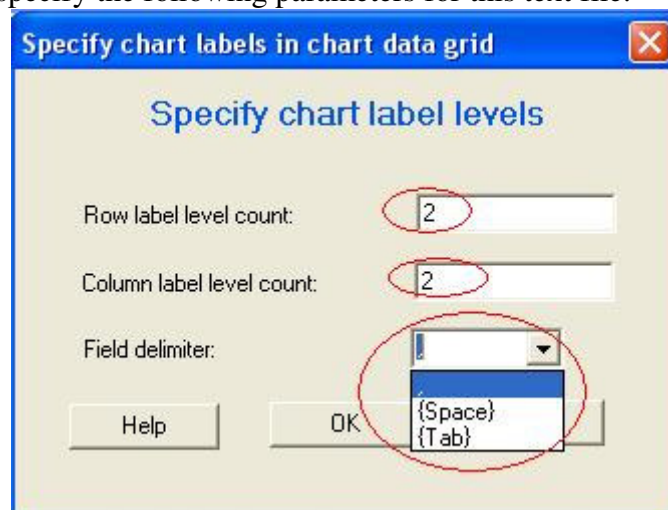 specify the following parameters for this text file:
Specify chart labels in chart data grid
Specify chart label levels
Row label level count: 2
Column label level count: 2
Field delimiter: ,
,
{Space}
{Tab}
Help OK